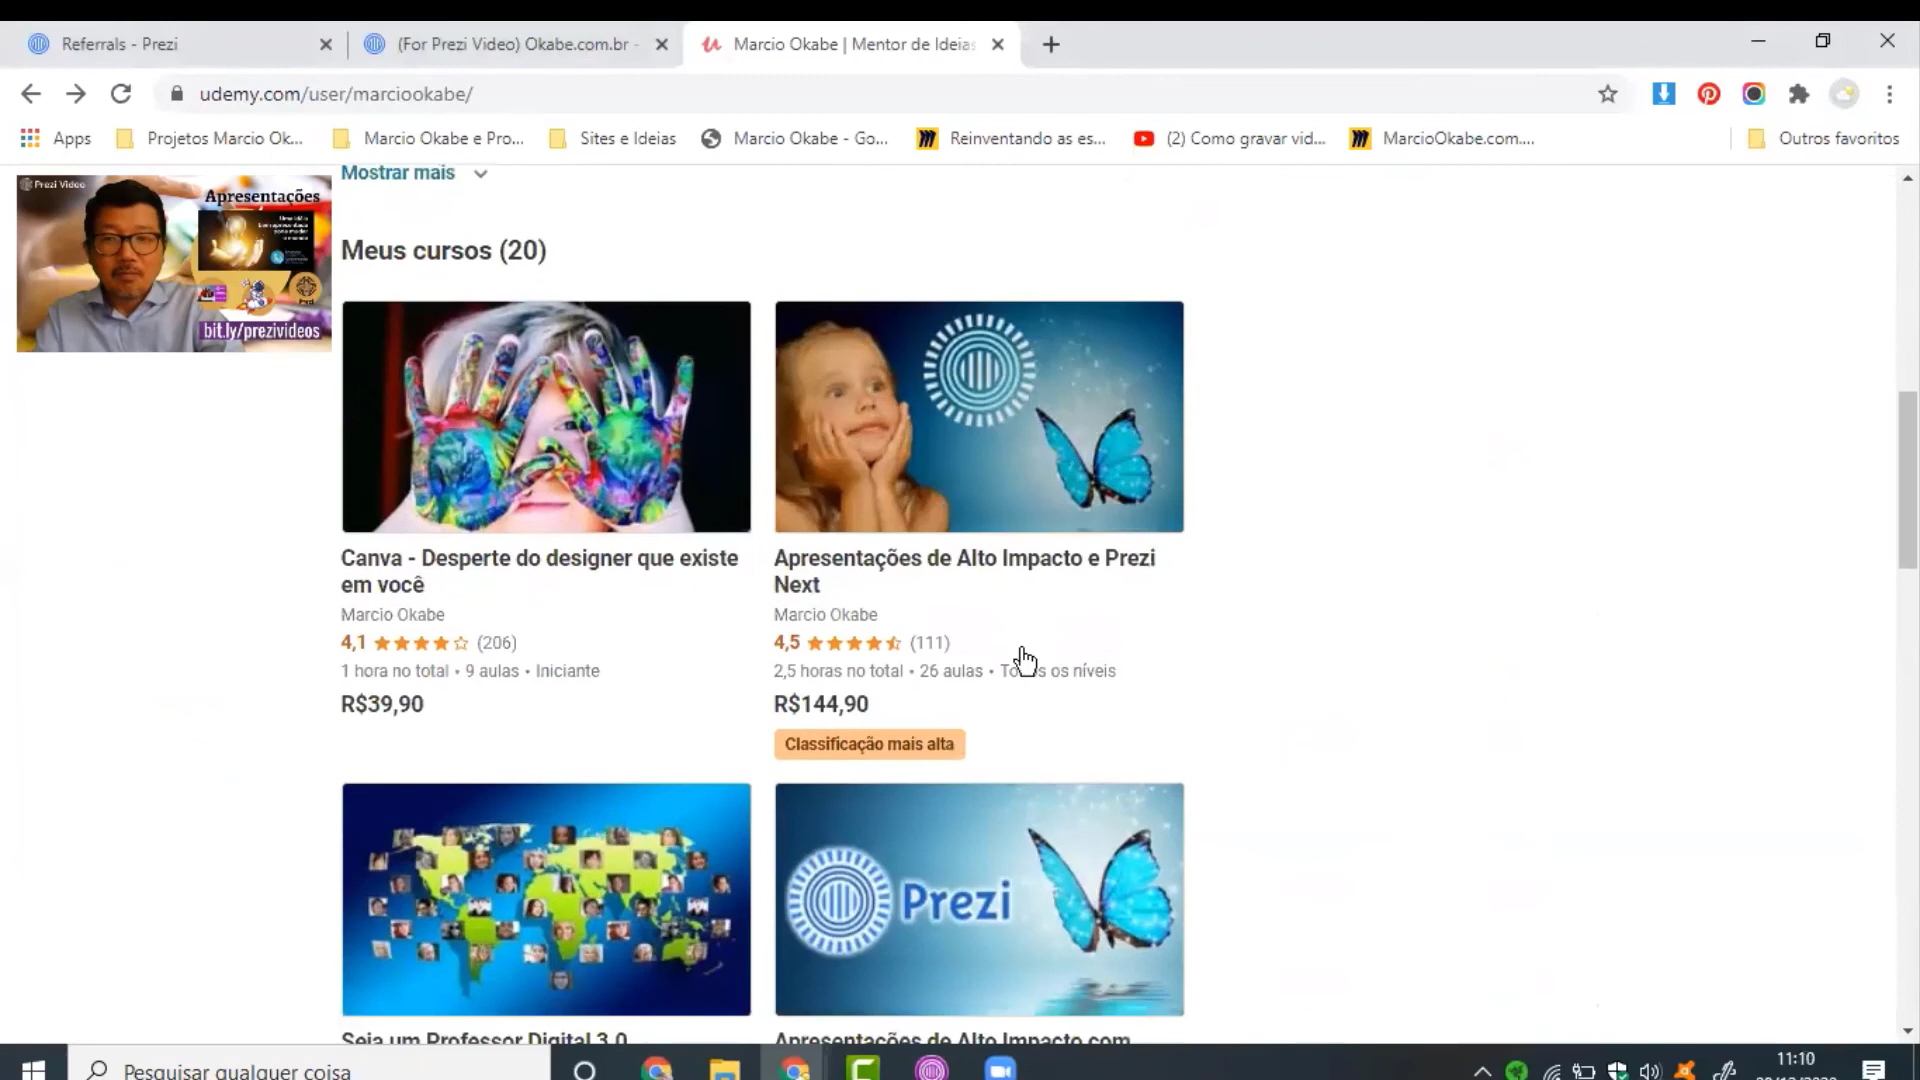 Referrals - Prezi
(For Prezi Video) Okabe.com.br -
Marcio Okabe | Mentor de Ideias
udemy.com/user/marciookabe/
Apps
Projetos Marcio Ok...
Marcio Okabe e Pro...
Sites e Ideias
Marcio Okabe - Go...
Reinventando as es...
(2) Como gravar vid...
MarcioOkabe.com....
Outros favoritos
Prezi Video
Apresentações
bit.ly/prezivideos
Mostrar mais
Meus cursos (20)
Canva - Desperte do designer que existe
em você
Marcio Okabe
4,1 (206)
1 hora no total • 9 aulas • Iniciante
R$39,90
Apresentações de Alto Impacto e Prezi
Next
Marcio Okabe
4,5 (111)
2,5 horas no total • 26 aulas • Todos os níveis
R$144,90
Classificação mais alta
Prezi
Seja um Professor Digital 3.0
Apresentações de Alto Impacto com
Pesquisar qualquer coisa
11:10